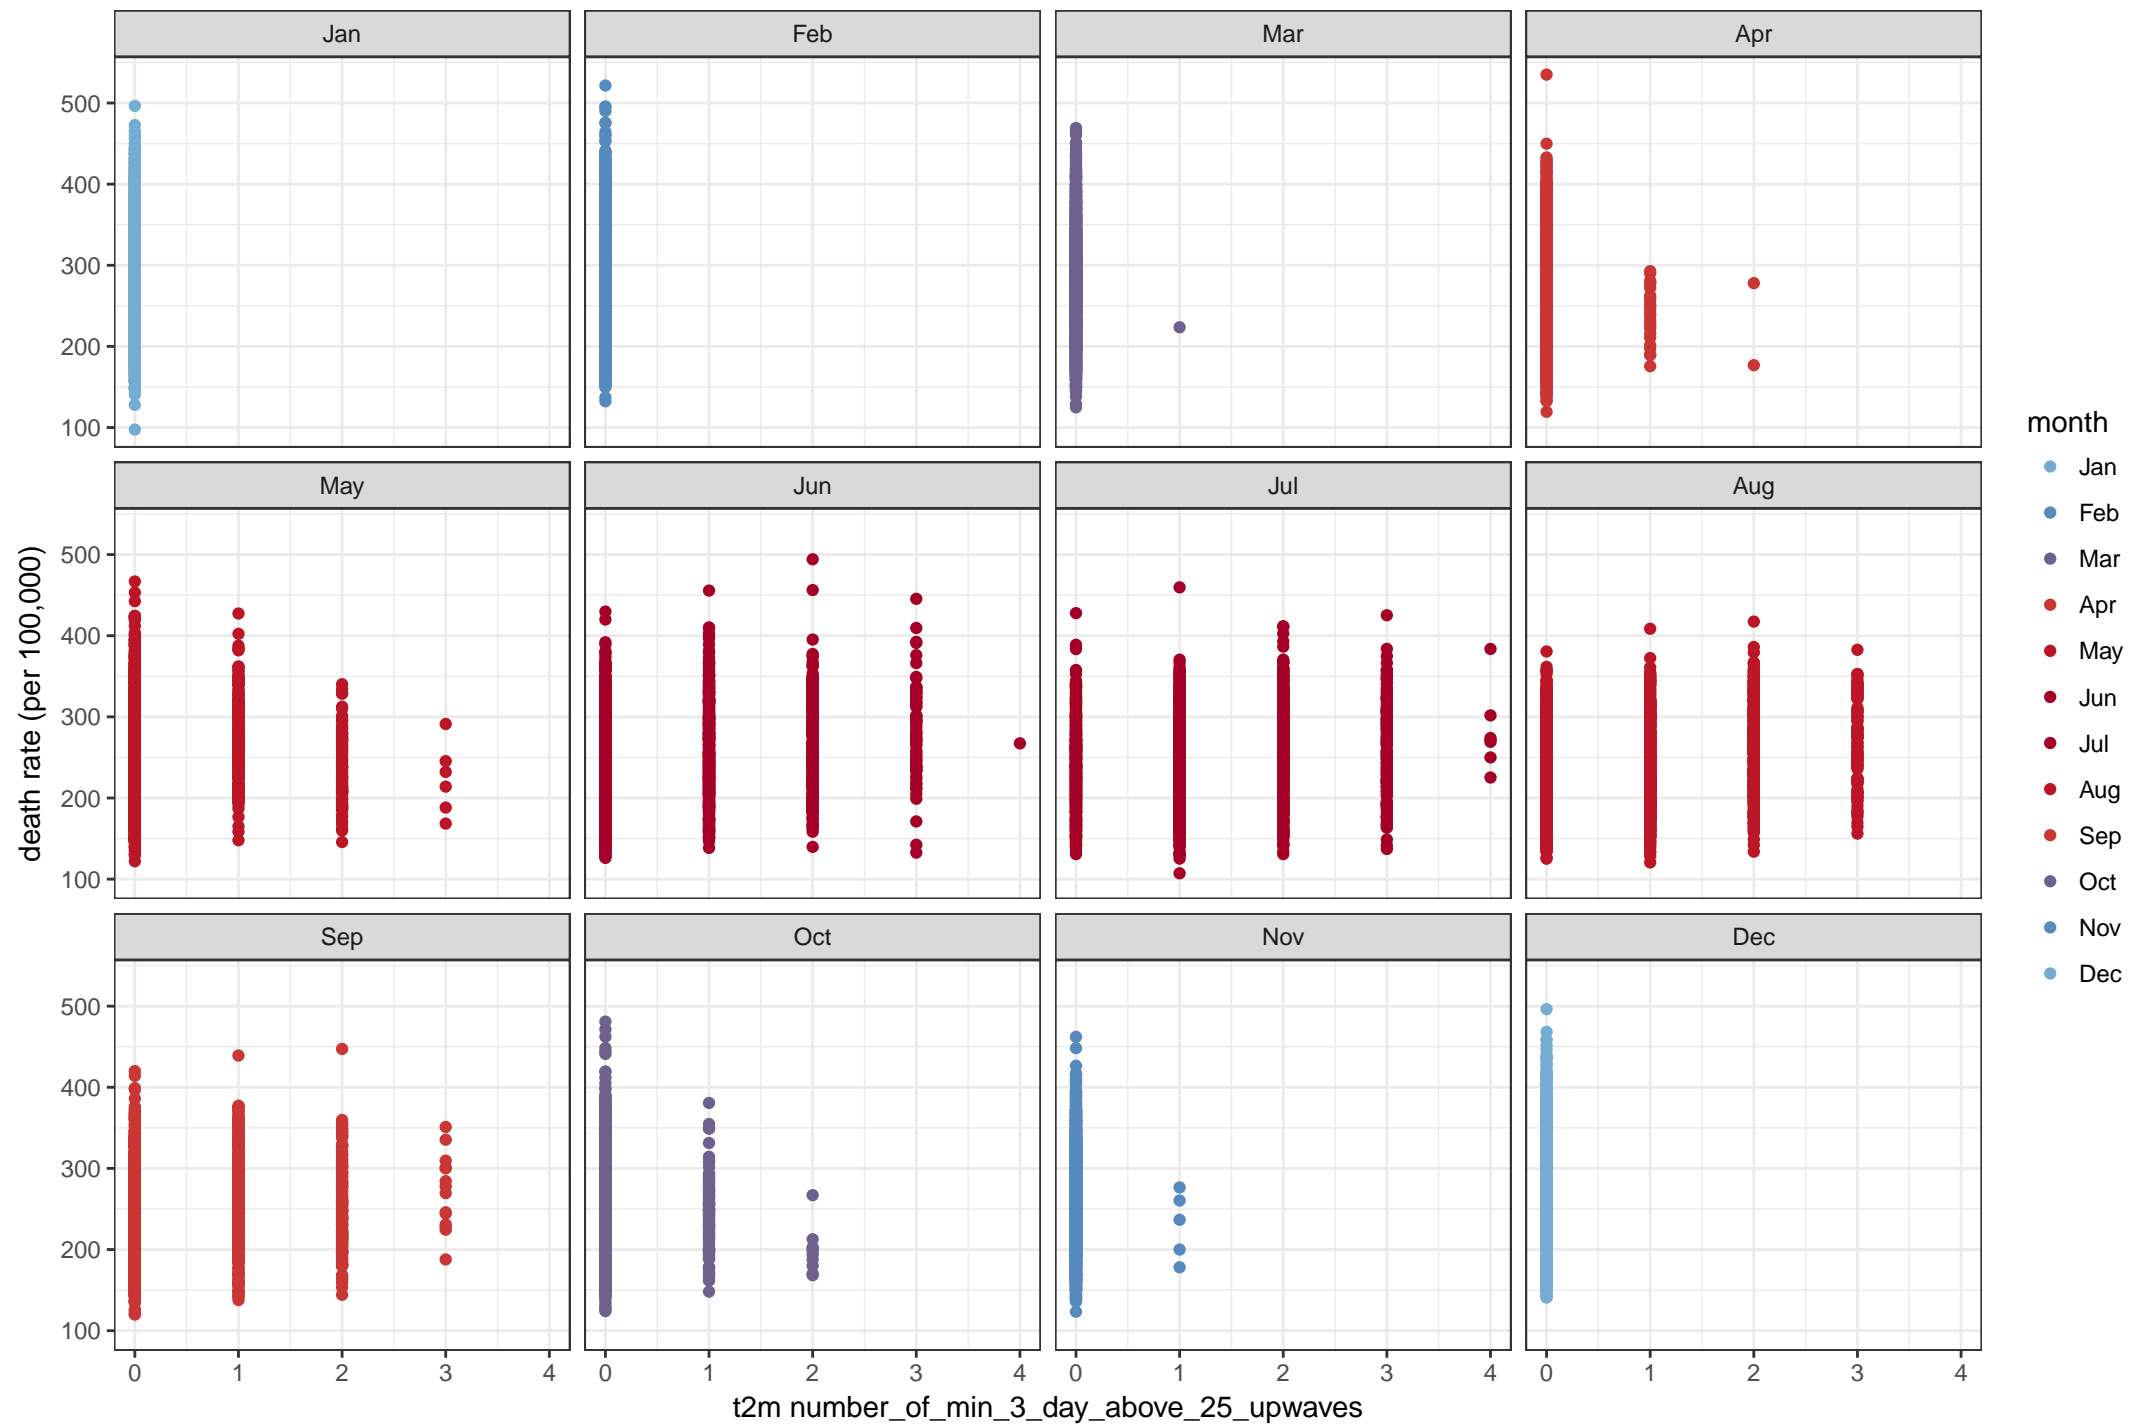 Jan Feb Mar Apr
500
400
300
200
100
May Jun Jul Aug
500
400
300
200
100
Sep Oct Nov Dec
500
400
300
200
100
0 1 2 3 4 0 1 2 3 4 0 1 2 3 4 0 1 2 3 4
t2m number_of_min_3_day_above_25_upwaves
death rate (per 100,000)
month
Jan
Feb
Mar
Apr
May
Jun
Jul
Aug
Sep
Oct
Nov
Dec